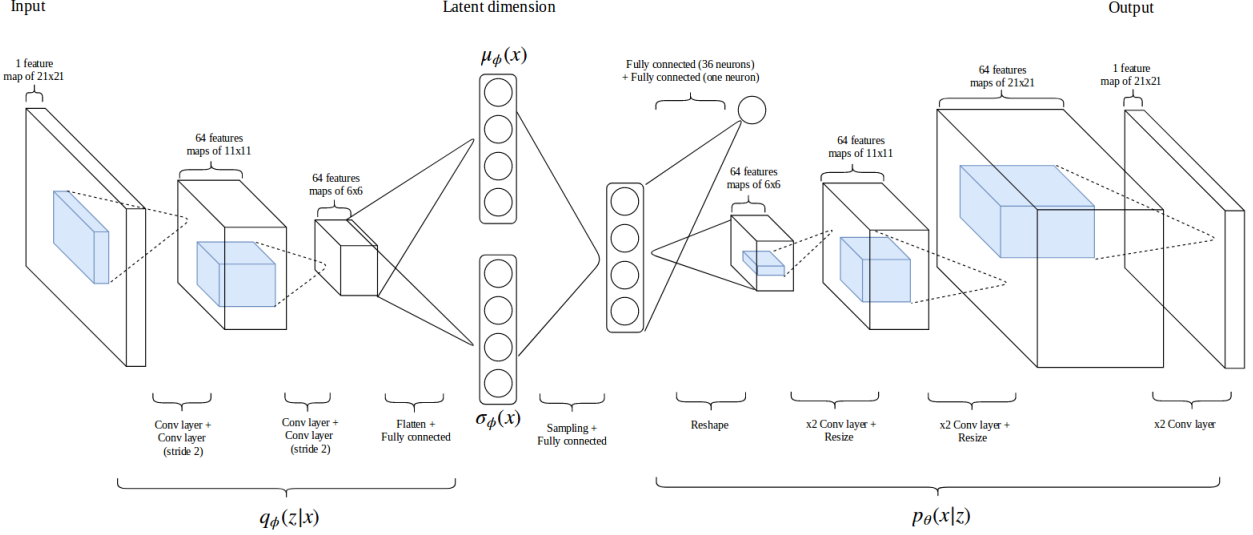 Input
Latent dimension
Output
1 feature
map of 21x21
64 features
maps of 11x11
64 features
maps of 6x6
μϕ(x)
σϕ(x)
Fully connected (36 neurons)
+ Fully connected (one neuron)
64 features
maps of 6x6
64 features
maps of 11x11
64 features
maps of 21x21
1 feature
map of 21x21
Conv layer +
Conv layer
(stride 2)
Conv layer +
Conv layer
(stride 2)
Flatten +
Fully connected
Sampling +
Fully connected
Reshape
x2 Conv layer +
Resize
x2 Conv layer +
Resize
x2 Conv layer
qϕ(z|x)
pθ(x|z)